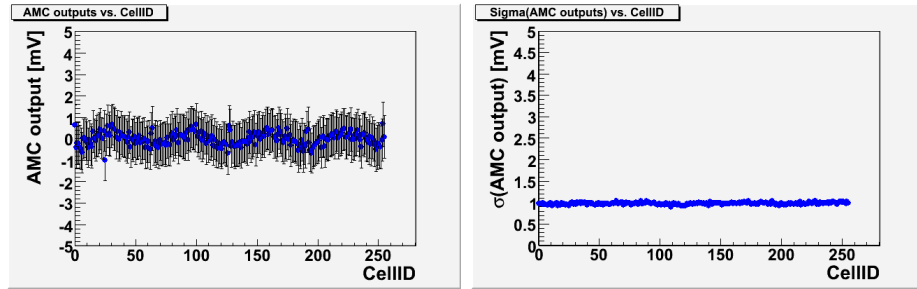 AMC outputs vs. CellID
AMC output [mV]
5
4
3
2
1
0
-1
-2
-3
-4
-5
0 50 100 150 200 250
CellID
Sigma(AMC outputs) vs. CellID
σ(AMC output) [mV]
5
4.5
4
3.5
3
2.5
2
1.5
1
0.5
0
0 50 100 150 200 250
CellID